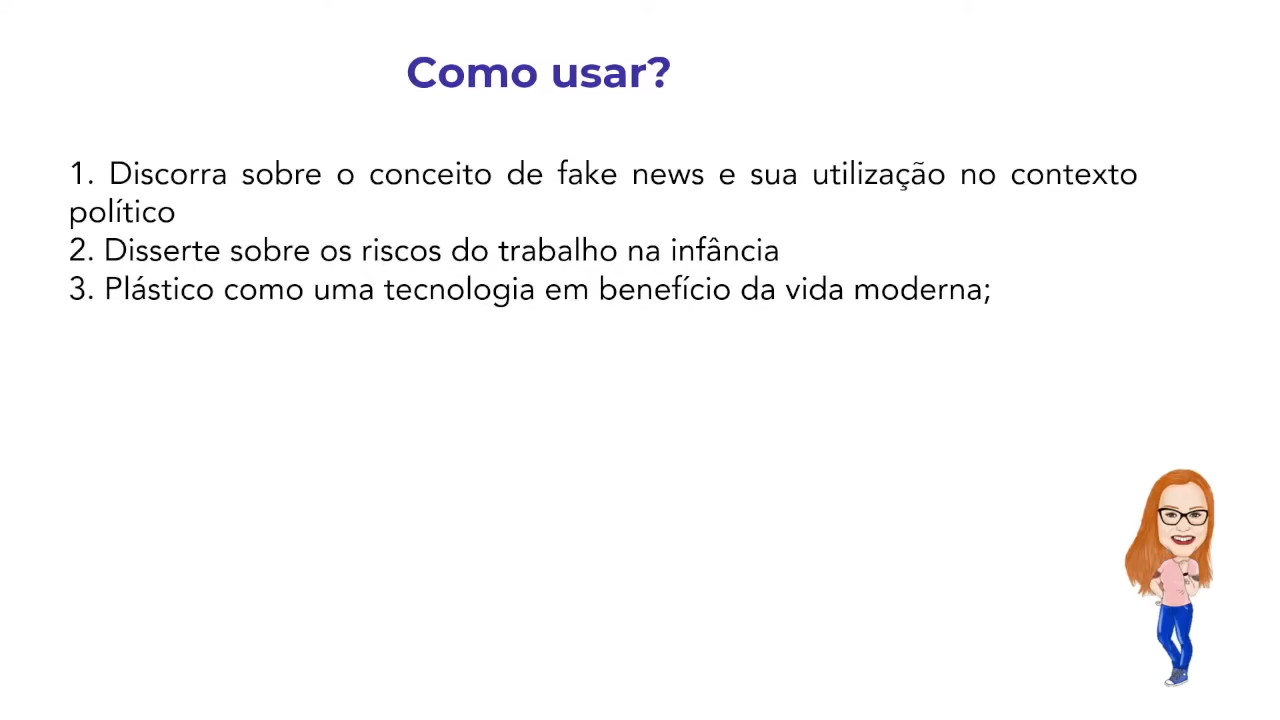 Como usar?
1. Discorra sobre o conceito de fake news e sua utilização no contexto
político
2. Disserte sobre os riscos do trabalho na infância
3. Plástico como uma tecnologia em benefício da vida moderna;